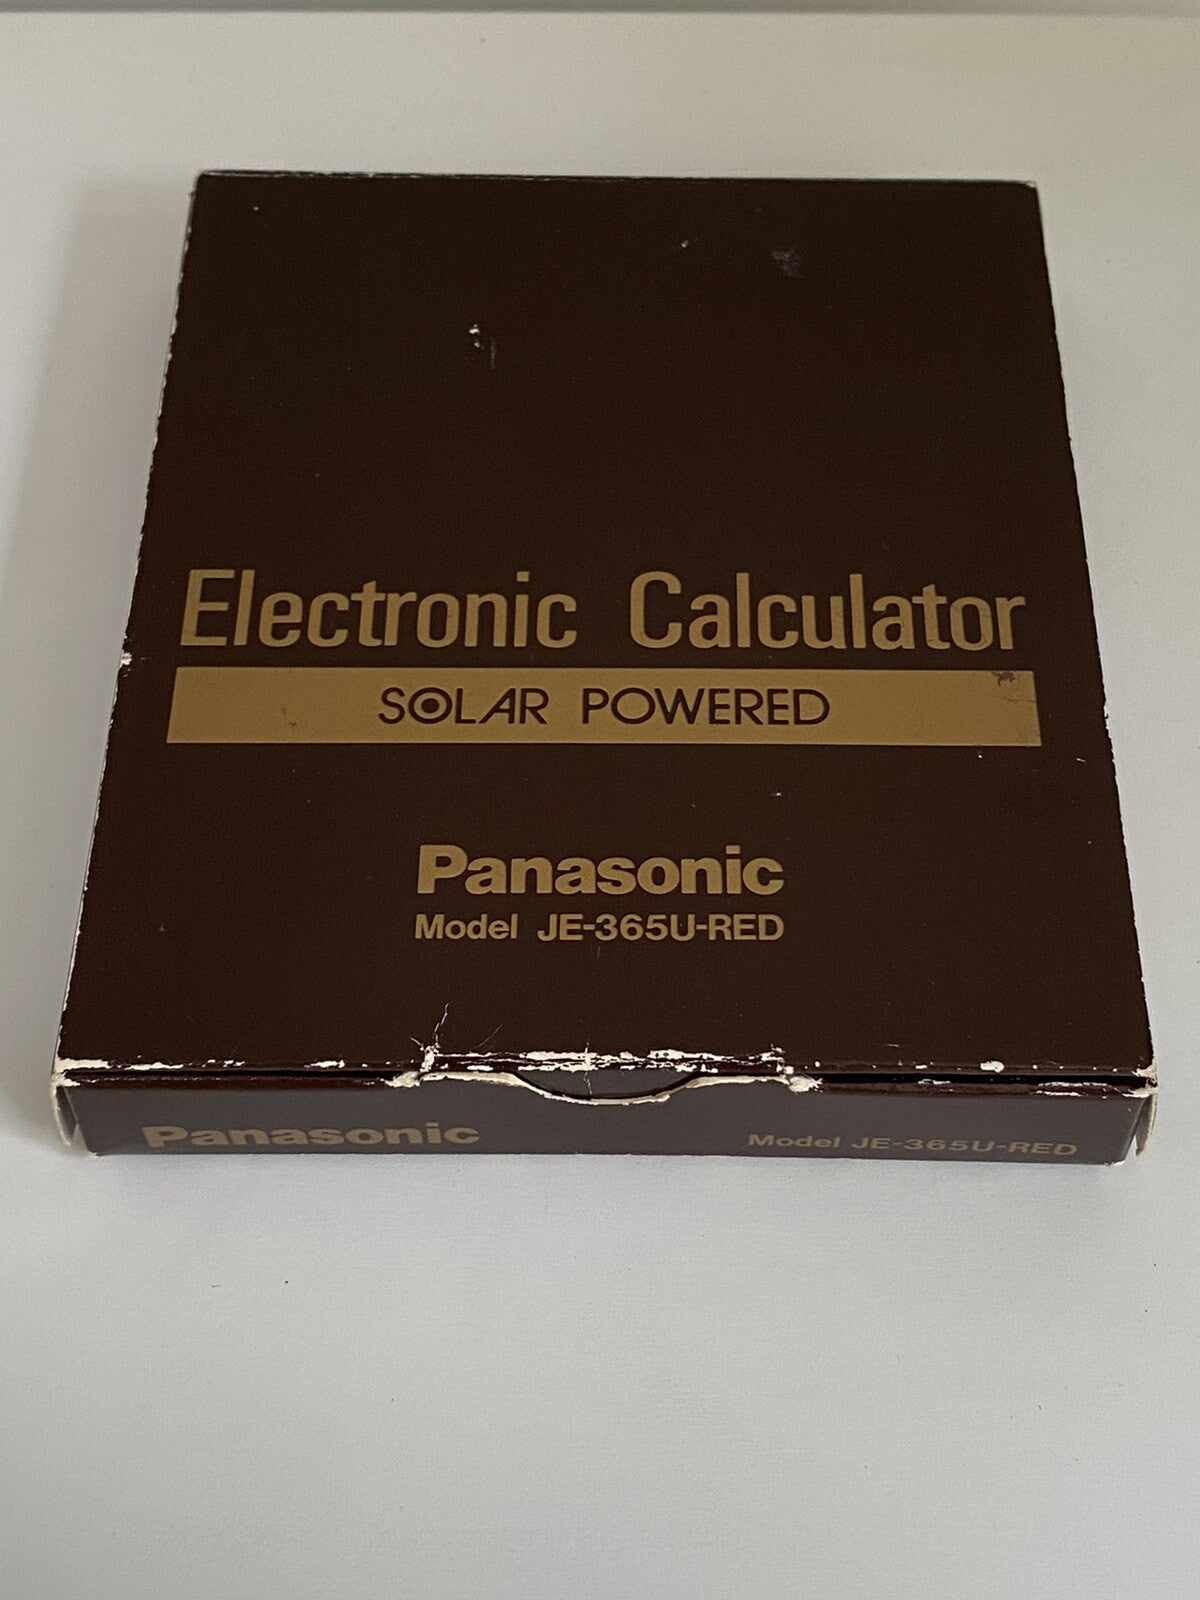 Electronic Calculator
SOLAR POWERED
Panasonic
Model JE-365U-RED
Panasonic
Model JE-365U-RED